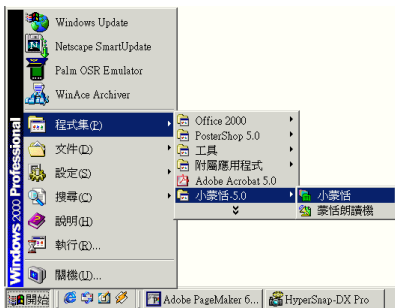 Windows Update
Netscape SmartUpdate
Palm OSR Emulator
WinAce Archiver
Windows 2000 Professional
程式集(P)
文件(D)
設定(S)
搜尋(C)
說明(H)
執行(R)...
關機(U)...
Office 2000
PosterShop 5.0
工具
附屬應用程式
Adobe Acrobat 5.0
小蒙恬-5.0
小蒙恬
蒙恬朗讀機
開始
Adobe PageMaker 6...
HyperSnap-DX Pro